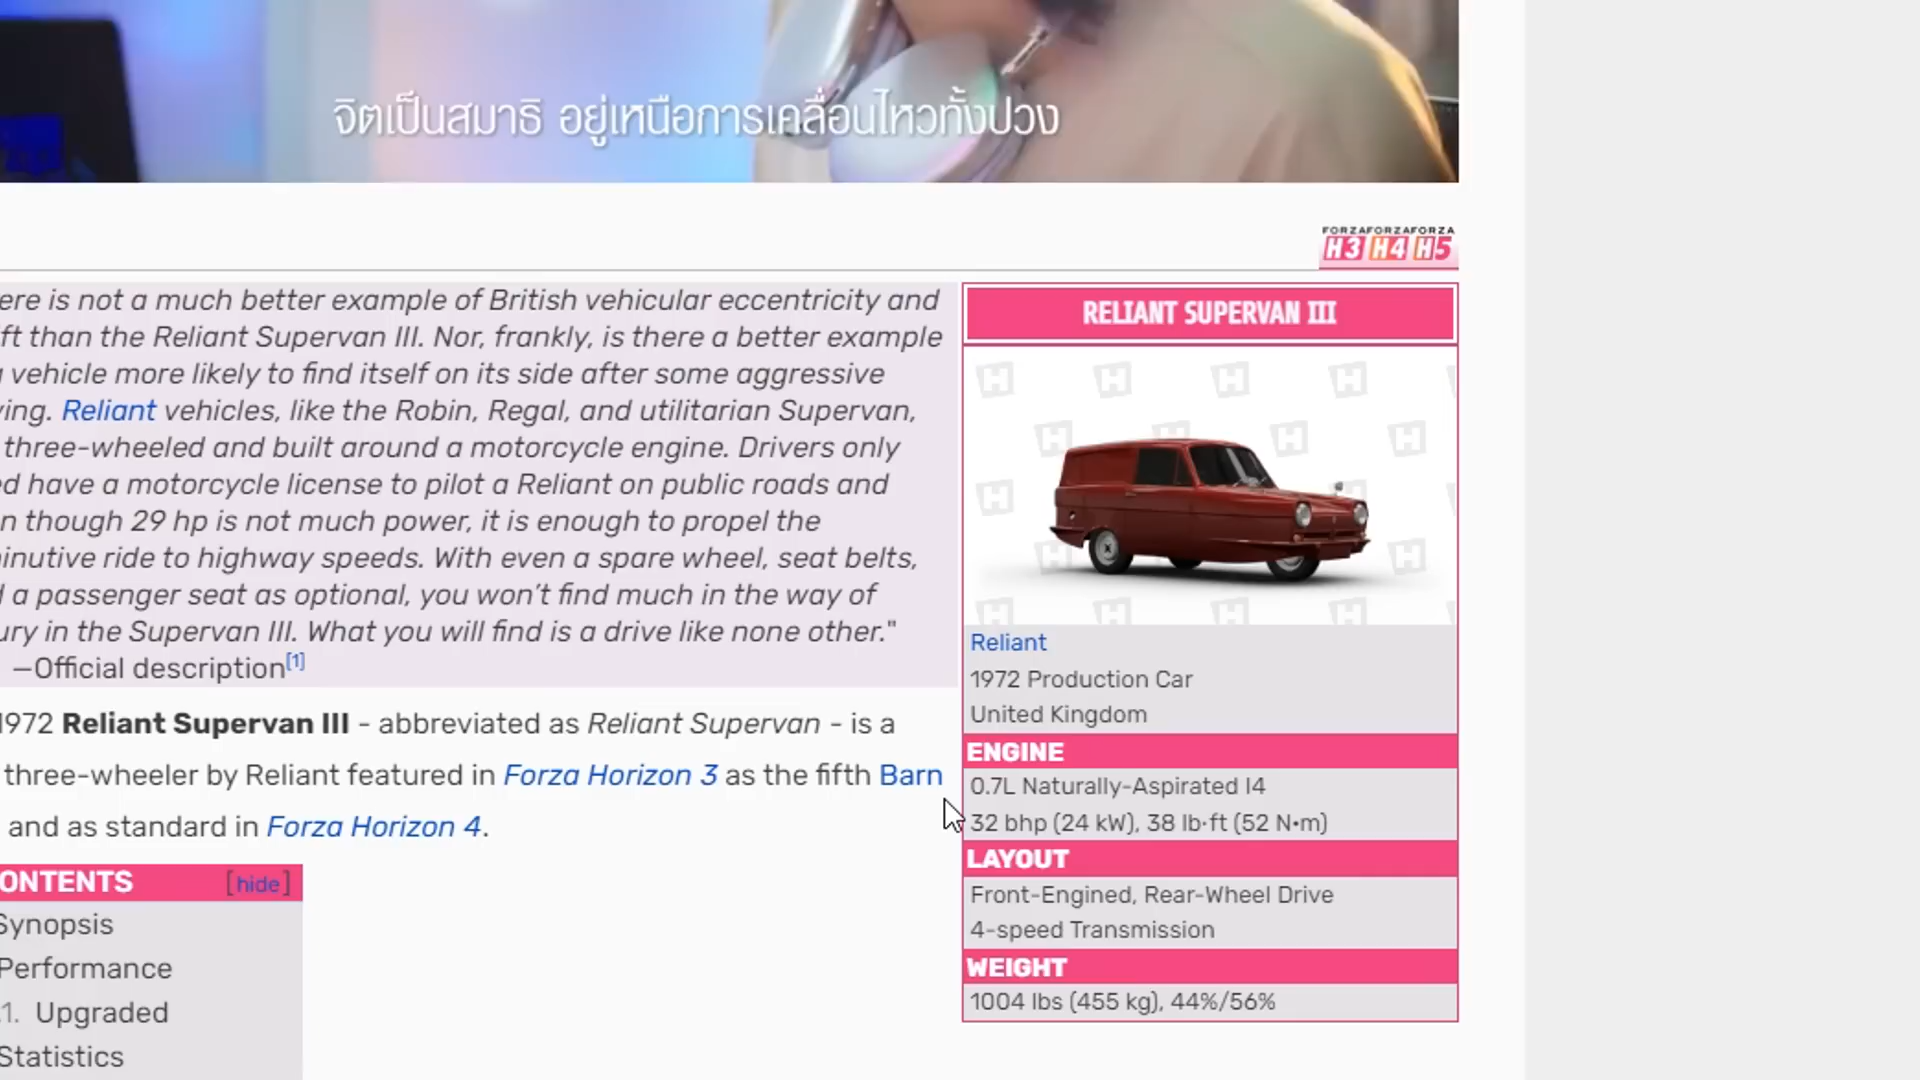 จิตเป็นสมาธิ อยู่เหนือการเคลื่อนไหวทั้งปวง
FORZA FORZA FORZA
H3 H4 H5
ere is not a much better example of British vehicular eccentricity and
ft than the Reliant Supervan III. Nor, frankly, is there a better example
vehicle more likely to find itself on its side after some aggressive
ving. Reliant vehicles, like the Robin, Regal, and utilitarian Supervan,
three-wheeled and built around a motorcycle engine. Drivers only
ed have a motorcycle license to pilot a Reliant on public roads and
n though 29 hp is not much power, it is enough to propel the
inutive ride to highway speeds. With even a spare wheel, seat belts,
a passenger seat as optional, you won't find much in the way of
ury in the Supervan III. What you will find is a drive like none other."
—Official description[1]
1972 Reliant Supervan III - abbreviated as Reliant Supervan - is a
three-wheeler by Reliant featured in Forza Horizon 3 as the fifth Barn
and as standard in Forza Horizon 4.
ONTENTS [hide]
Synopsis
Performance
1. Upgraded
Statistics
RELIANT SUPERVAN III
Reliant
1972 Production Car
United Kingdom
ENGINE
0.7L Naturally-Aspirated I4
32 bhp (24 kW), 38 lb·ft (52 N•m)
LAYOUT
Front-Engined, Rear-Wheel Drive
4-speed Transmission
WEIGHT
1004 lbs (455 kg), 44%/56%